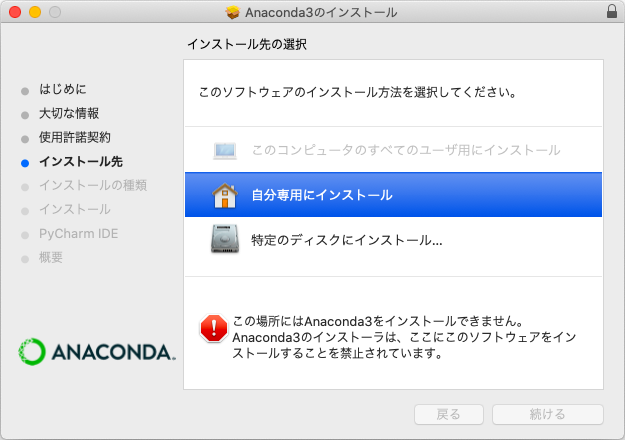 Anaconda3のインストール
インストール先の選択
はじめに
大切な情報
使用許諾契約
インストール先
インストールの種類
インストール
PyCharm IDE
概要
ANACONDA.
このソフトウェアのインストール方法を選択してください。
このコンピュータのすべてのユーザ用にインストール
自分専用にインストール
特定のディスクにインストール...
この場所にはAnaconda3をインストールできません。
Anaconda3のインストーラは、ここにこのソフトウェアをイン
ストールすることを禁止されています。
戻る
続ける